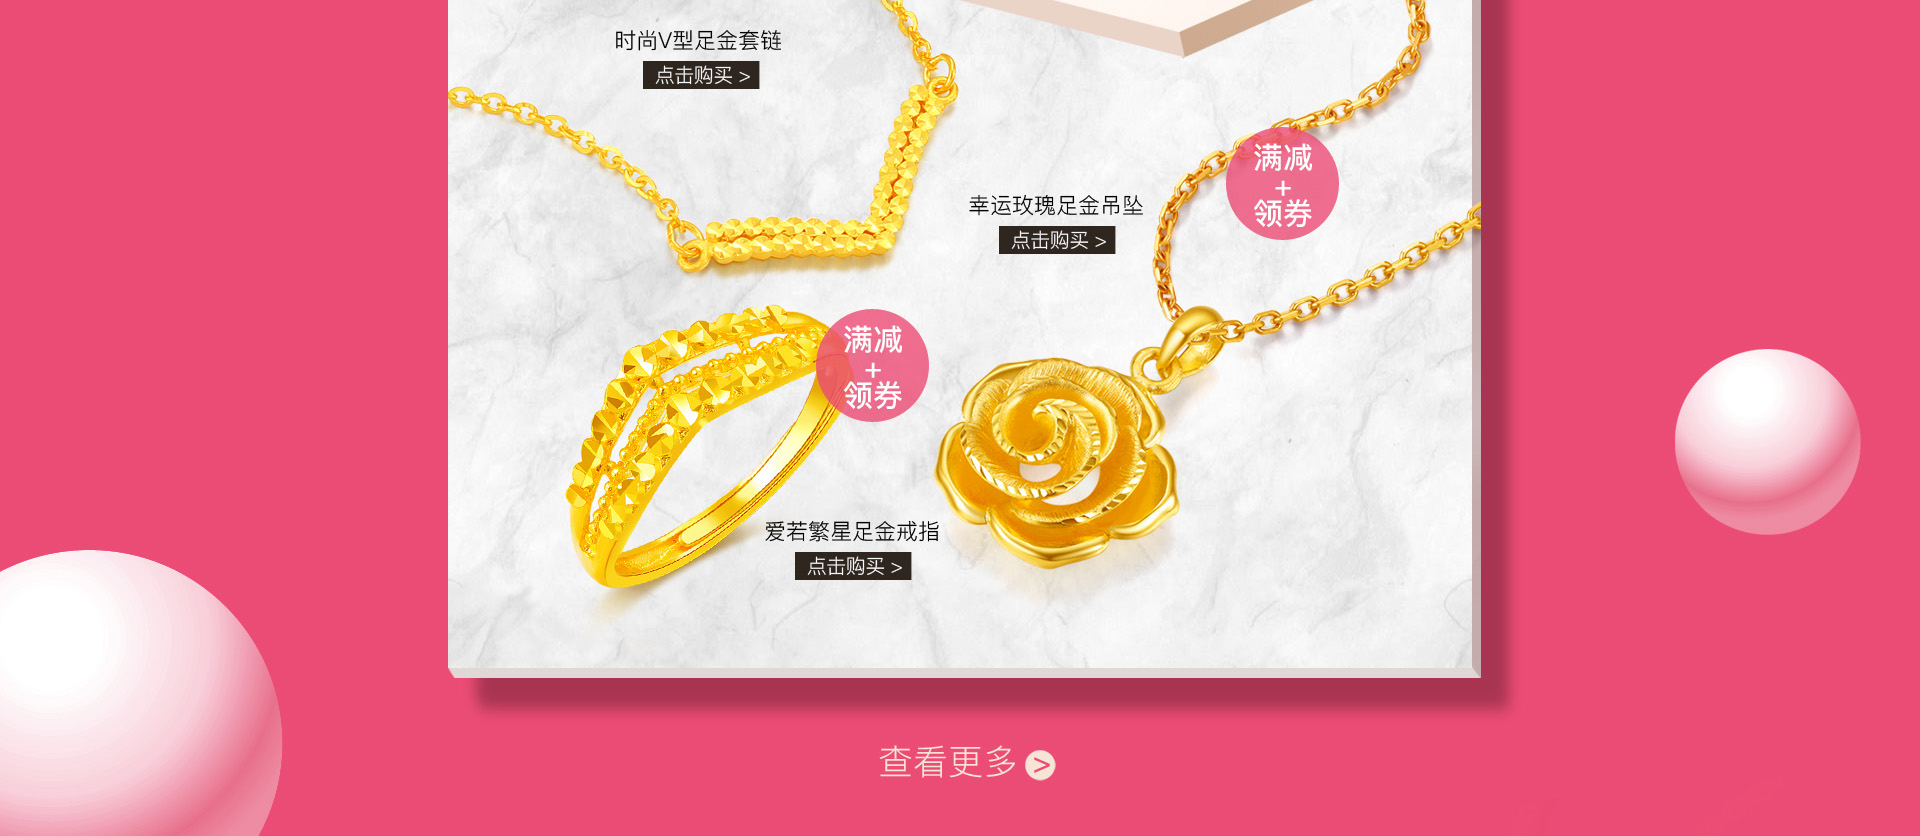 时尚V型足金套链
点击购买 >
满减
+
领券
幸运玫瑰足金吊坠
点击购买 >
满减
+
领券
爱若繁星足金戒指
点击购买 >
查看更多 >